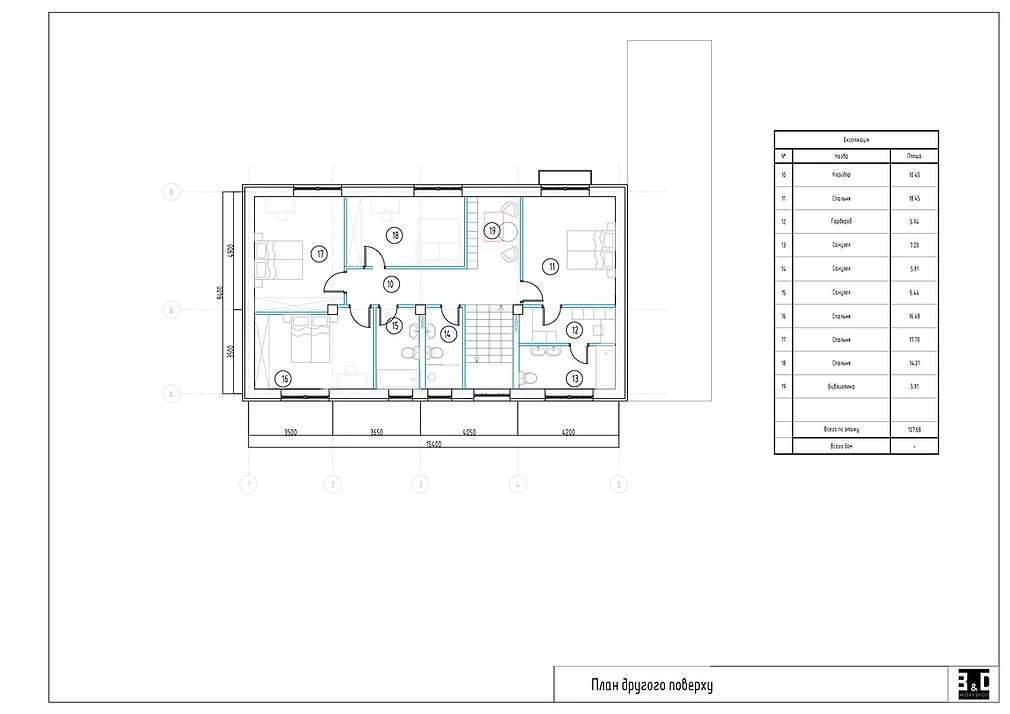 Експлікація
№ Назва Площа
10 Коридор 10.45
11 Спальня 18.45
12 Гардероб 5.94
13 Санузел 7.20
14 Санузел 5.91
15 Санузел 5.44
16 Спальня 16.48
17 Спальня 17.70
18 Спальня 14.21
19 Библиотека 5.91
Всего по этажу 107.68
Всего дом -
В
Б
А
4900
8400
3500
17
18
19
11
10
15
14
12
16
13
3500 3650 4050 4200
15400
1 2 3 4 5
План другого поверху
B&D
WORKSHOP